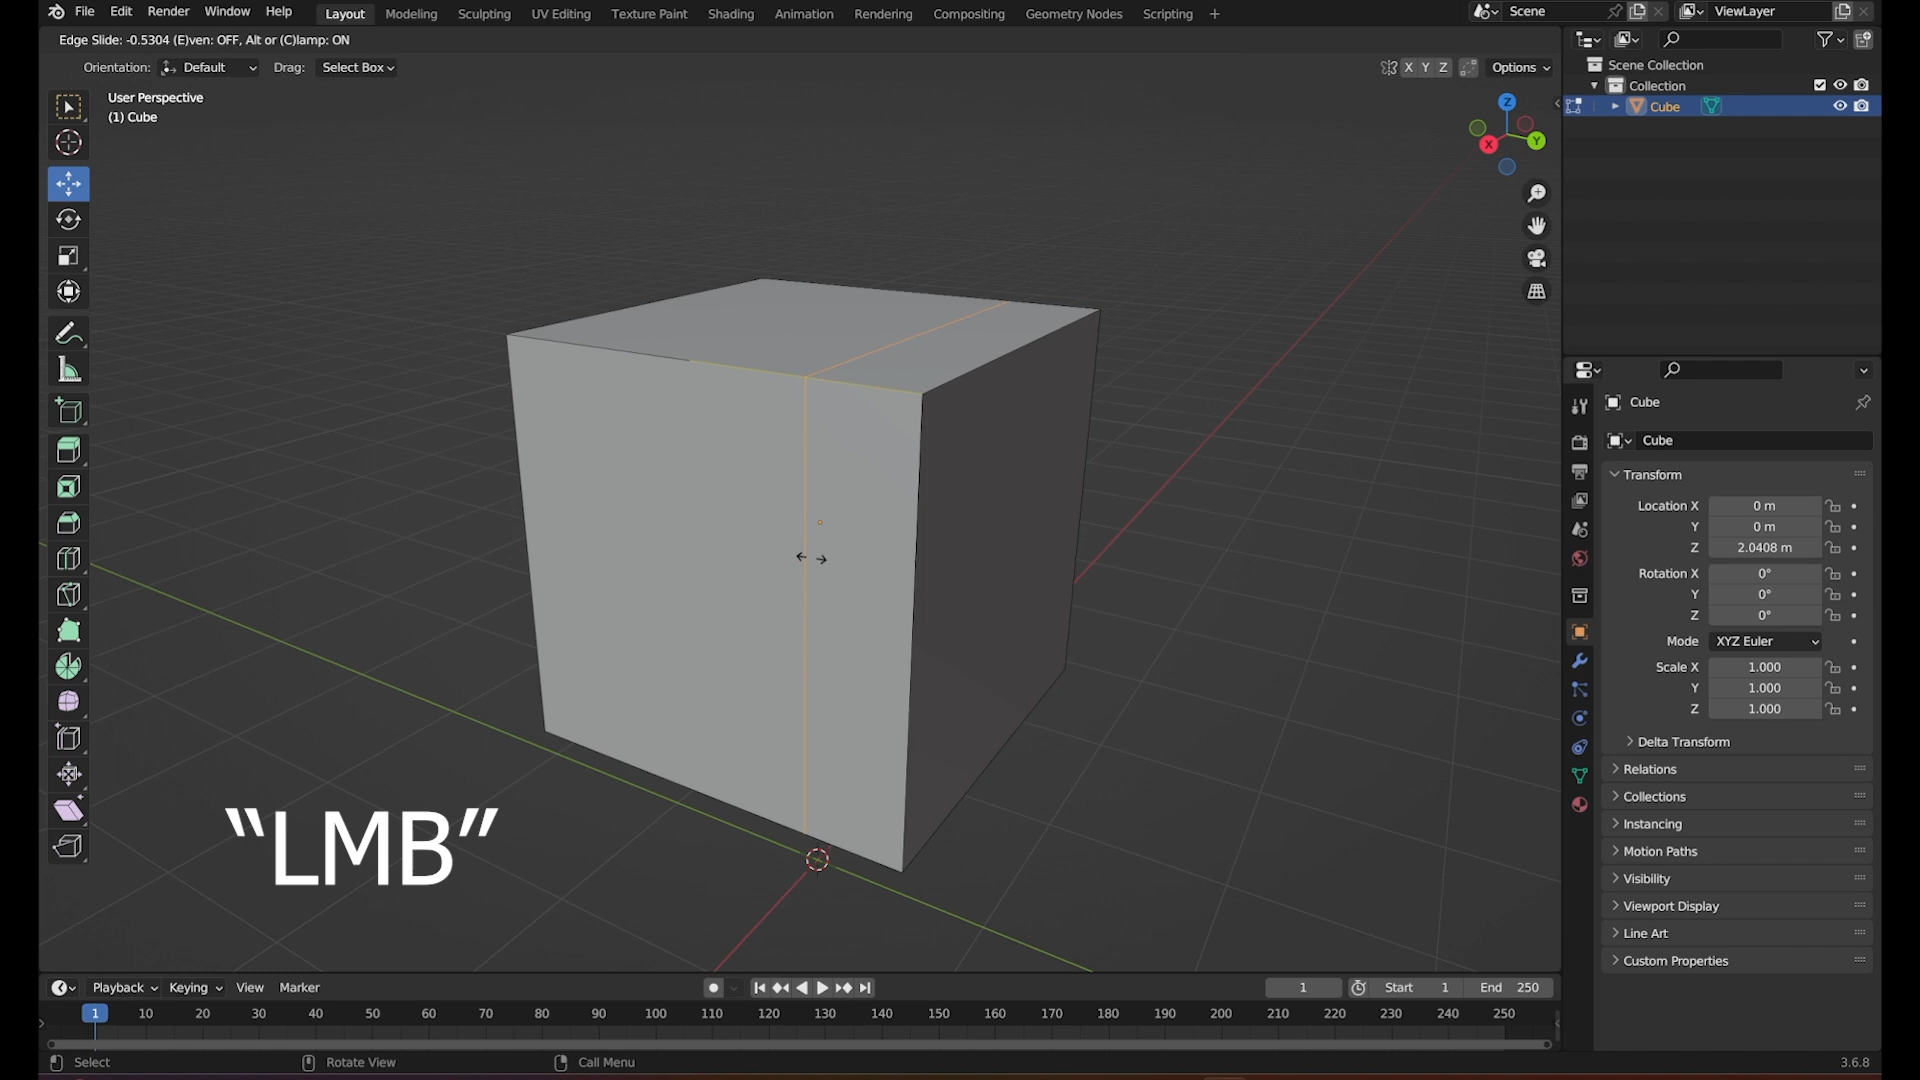 File Edit Render Window Help Layout Modeling Sculpting UV Editing Texture Paint Shading Animation Rendering Compositing Geometry Nodes Scripting + Scene ViewLayer
Edge Slide: -0.5304 (E)ven: OFF, Alt or (C)lamp: ON
Orientation: Default Drag: Select Box X Y Z Options
User Perspective
(1) Cube
Z
Y
X
Scene Collection
Collection
Cube
Cube
Cube
Transform
Location X 0 m
Y 0 m
Z 2.0408 m
Rotation X 0°
Y 0°
Z 0°
Mode XYZ Euler
Scale X 1.000
Y 1.000
Z 1.000
Delta Transform
Relations
Collections
Instancing
Motion Paths
Visibility
Viewport Display
Line Art
Custom Properties
“LMB”
Playback Keying View Marker 1 Start 1 End 250
1 10 20 30 40 50 60 70 80 90 100 110 120 130 140 150 160 170 180 190 200 210 220 230 240 250
Select Rotate View Call Menu 3.6.8